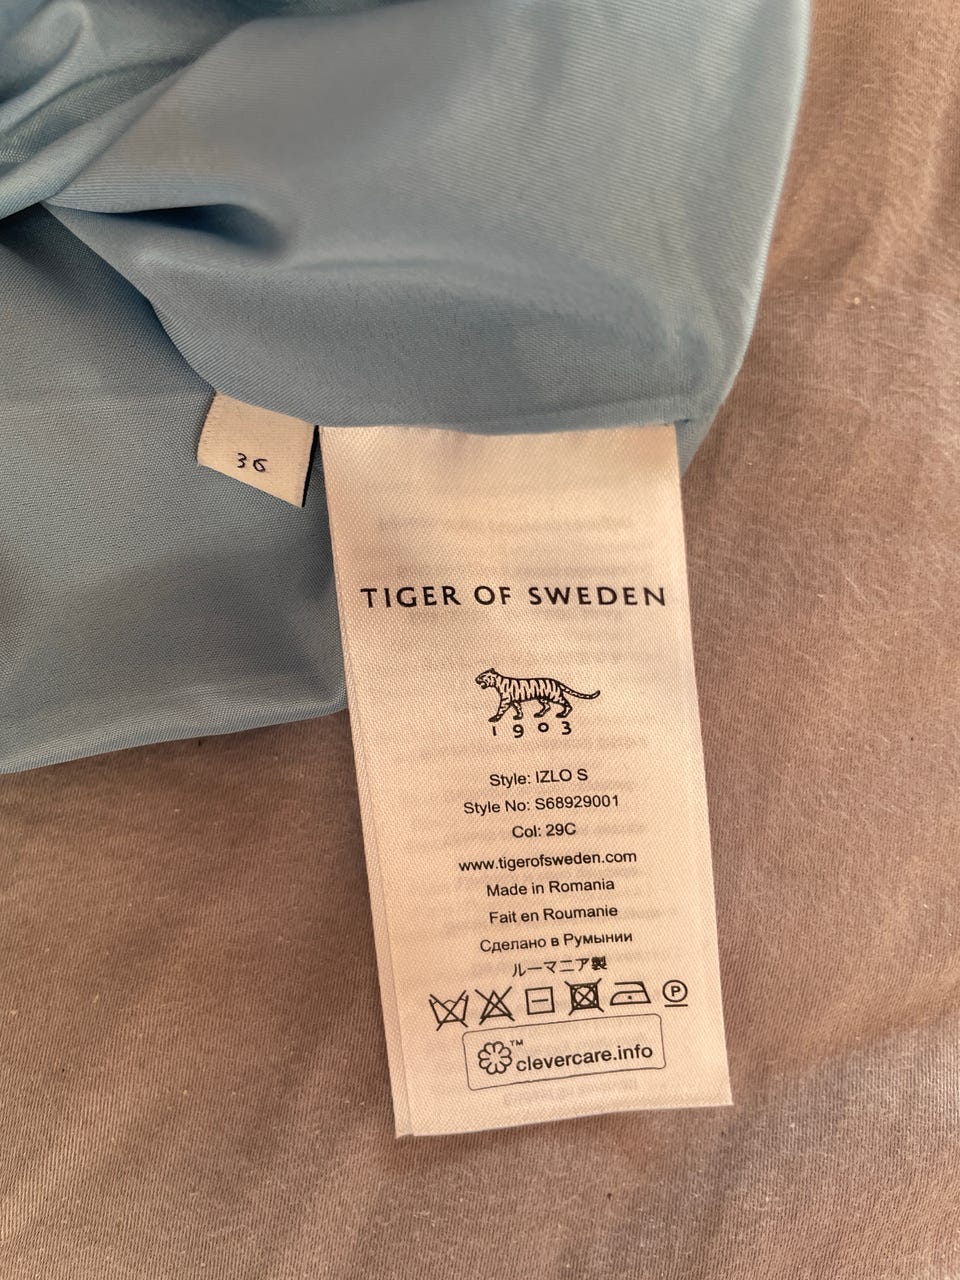 36
TIGER OF SWEDEN
1903
Style: IZLO S
Style No: S68929001
Col: 29C
www.tigerofsweden.com
Made in Romania
Fait en Roumanie
Сделано в Румынии
ルーマニア製
P
™clevercare.info